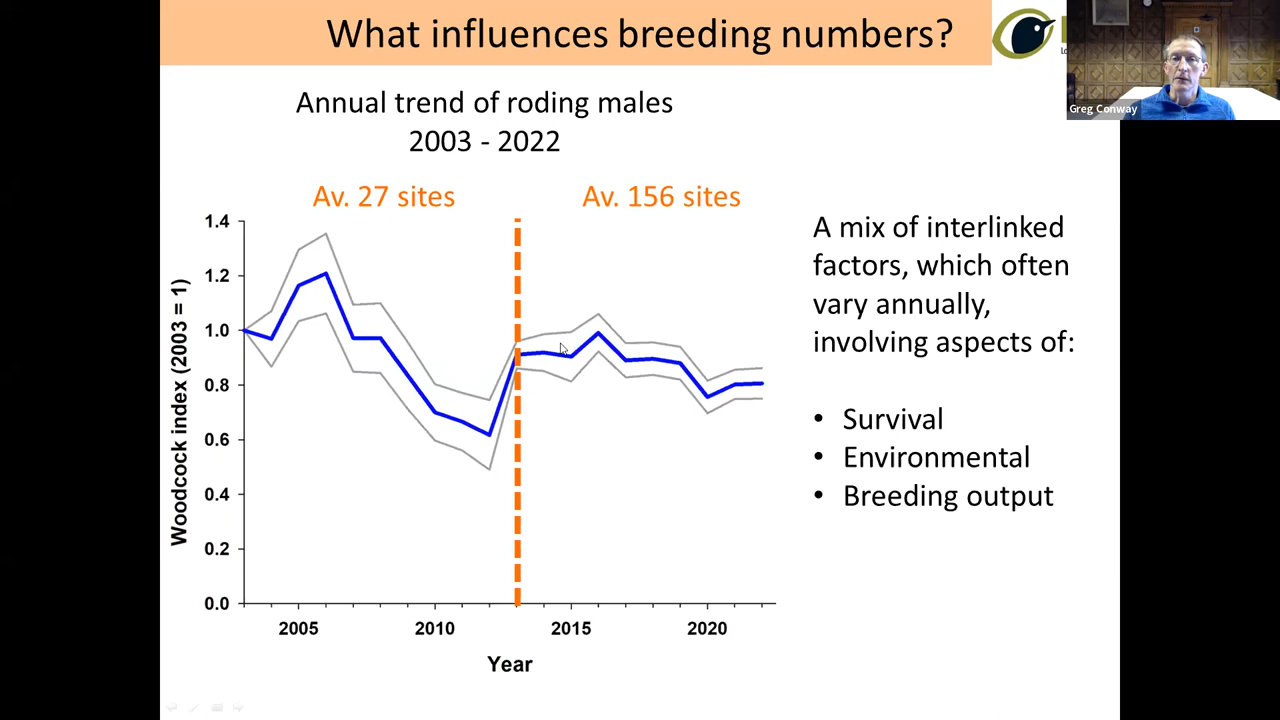 What influences breeding numbers?
Greg Conway
Annual trend of roding males
2003 - 2022
Av. 27 sites
Av. 156 sites
Woodcock index (2003 = 1)
1.4
1.2
1.0
0.8
0.6
0.4
0.2
0.0
2005
2010
2015
2020
Year
A mix of interlinked
factors, which often
vary annually,
involving aspects of:
• Survival
• Environmental
• Breeding output